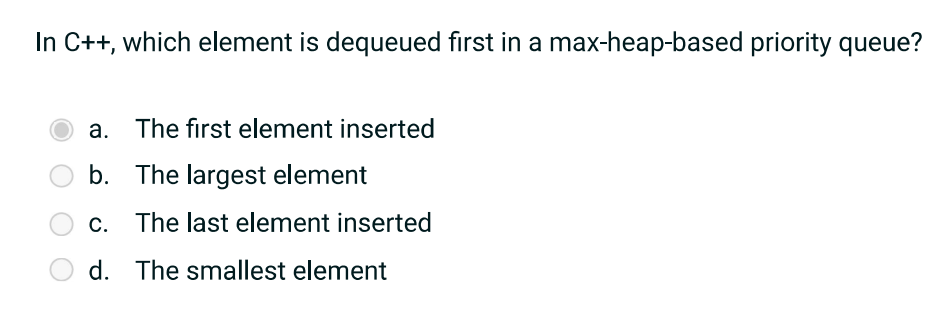 In C++, which element is dequeued first in a max-heap-based priority queue?
a. The first element inserted
b. The largest element
c. The last element inserted
d. The smallest element